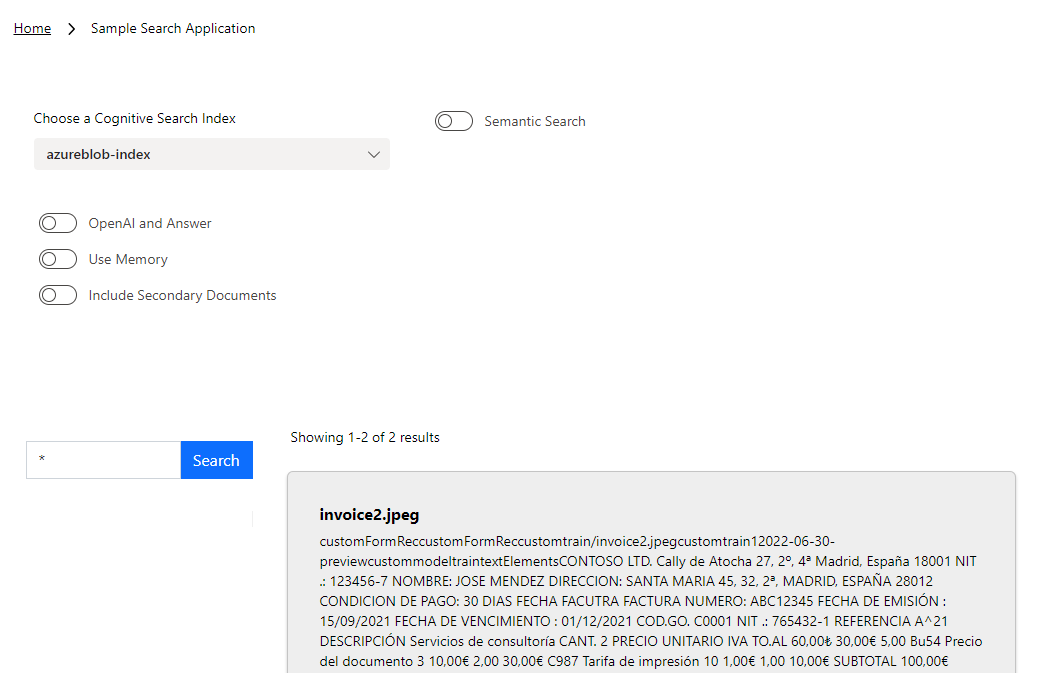 Home > Sample Search Application
Choose a Cognitive Search Index
Semantic Search
azureblob-index
OpenAI and Answer
Use Memory
Include Secondary Documents
Showing 1-2 of 2 results
* Search
invoice2.jpeg
customFormReccustomFormReccustomtrain/invoice2.jpegcustomtrain12022-06-30-
previewcustommodeltraintextElementsCONTOSO LTD. Cally de Atocha 27, 2º, 4ª Madrid, España 18001 NIT
.: 123456-7 NOMBRE: JOSE MENDEZ DIRECCION: SANTA MARIA 45, 32, 2ª, MADRID, ESPAÑA 28012
CONDICION DE PAGO: 30 DIAS FECHA FACUTRA FACTURA NUMERO: ABC12345 FECHA DE EMISIÓN :
15/09/2021 FECHA DE VENCIMIENTO : 01/12/2021 COD.GO. C0001 NIT .: 765432-1 REFERENCIA A^21
DESCRIPCIÓN Servicios de consultoría CANT. 2 PRECIO UNITARIO IVA TO.AL 60,00₺ 30,00€ 5,00 Bu54 Precio
del documento 3 10,00€ 2,00 30,00€ C987 Tarifa de impresión 10 1,00€ 1,00 10,00€ SUBTOTAL 100,00€